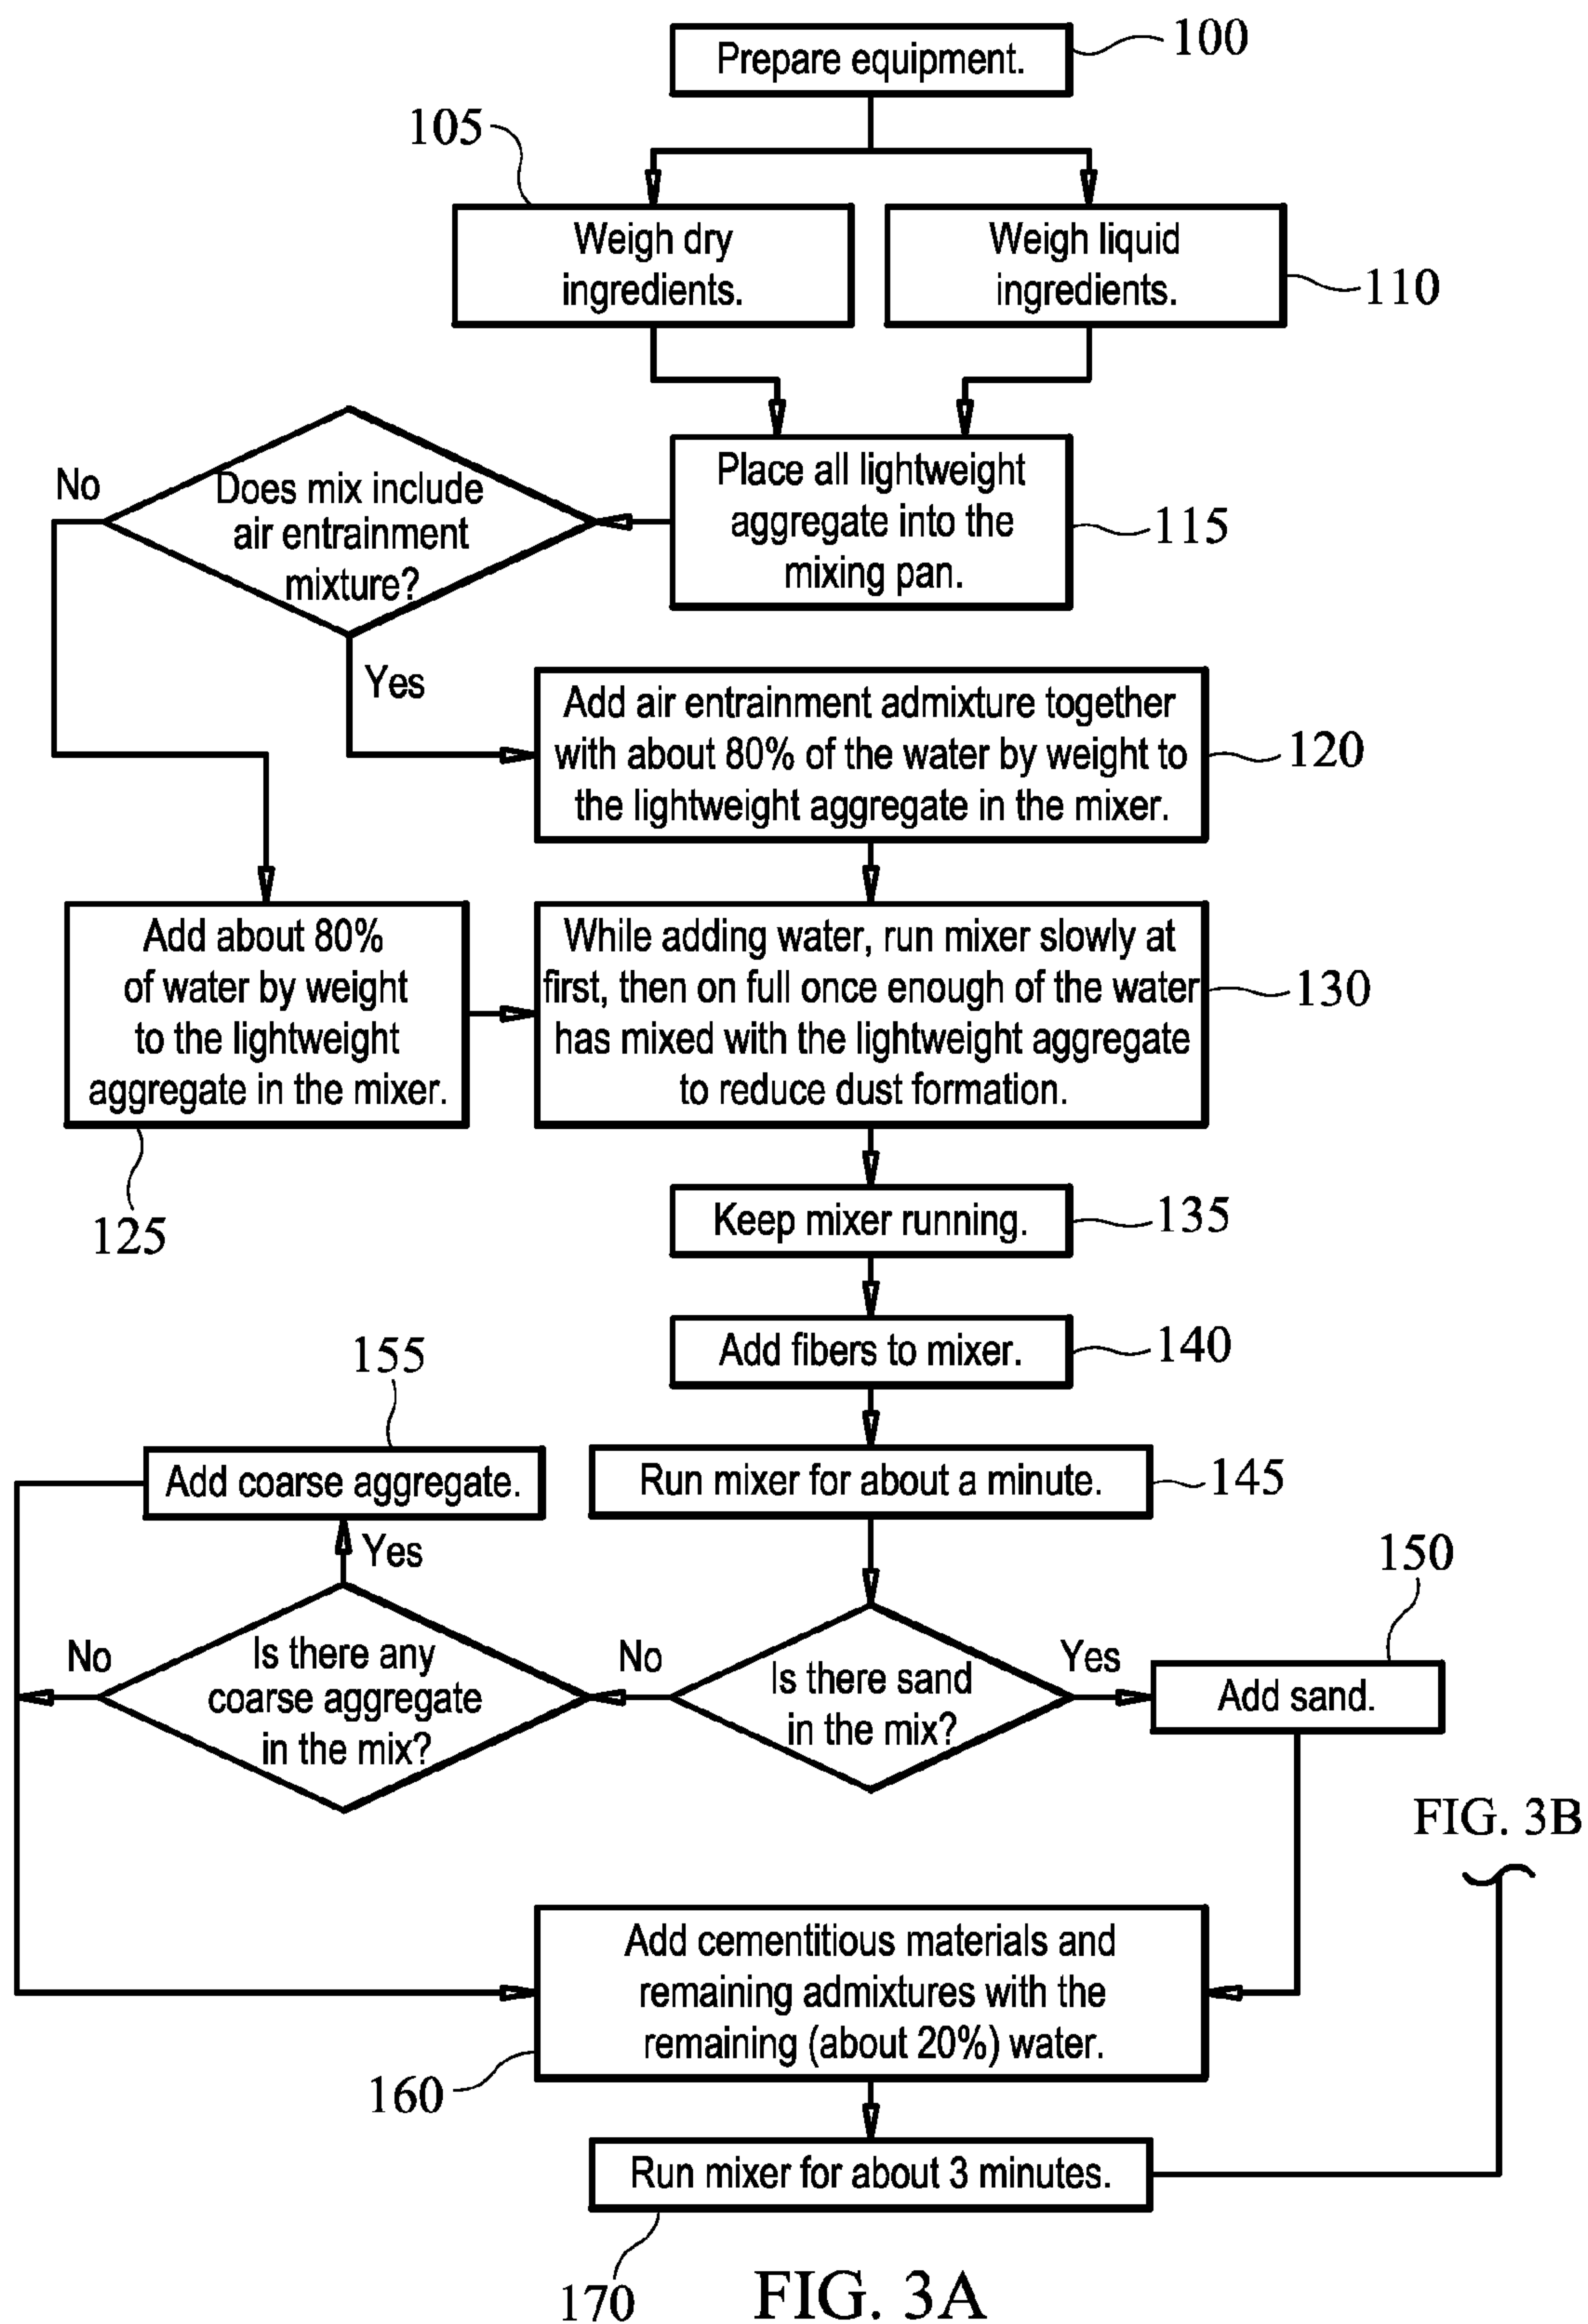 Prepare equipment.
100
105
Weigh dry
ingredients.
Weigh liquid
ingredients.
110
Place all lightweight
aggregate into the
mixing pan.
115
Does mix include
air entrainment
mixture?
No
Yes
Add air entrainment admixture together
with about 80% of the water by weight to
the lightweight aggregate in the mixer.
120
Add about 80%
of water by weight
to the lightweight
aggregate in the mixer.
125
While adding water, run mixer slowly at
first, then on full once enough of the water
has mixed with the lightweight aggregate
to reduce dust formation.
130
Keep mixer running.
135
Add fibers to mixer.
140
Run mixer for about a minute.
145
155
Add coarse aggregate.
Yes
Is there any
coarse aggregate
in the mix?
No
No
Is there sand
in the mix?
Yes
150
Add sand.
FIG. 3B
Add cementitious materials and
remaining admixtures with the
remaining (about 20%) water.
160
Run mixer for about 3 minutes.
170
FIG. 3A